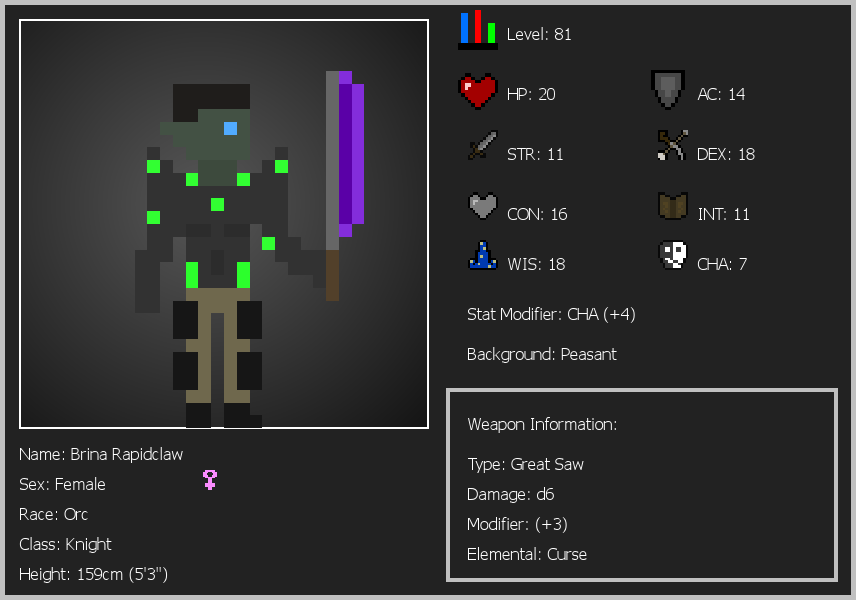 Level: 81
HP: 20
AC: 14
STR: 11
DEX: 18
CON: 16
INT: 11
WIS: 18
CHA: 7
Stat Modifier: CHA (+4)
Background: Peasant
Weapon Information:
Type: Great Saw
Damage: d6
Modifier: (+3)
Elemental: Curse
Name: Brina Rapidclaw
Sex: Female
Race: Orc
Class: Knight
Height: 159cm (5'3")